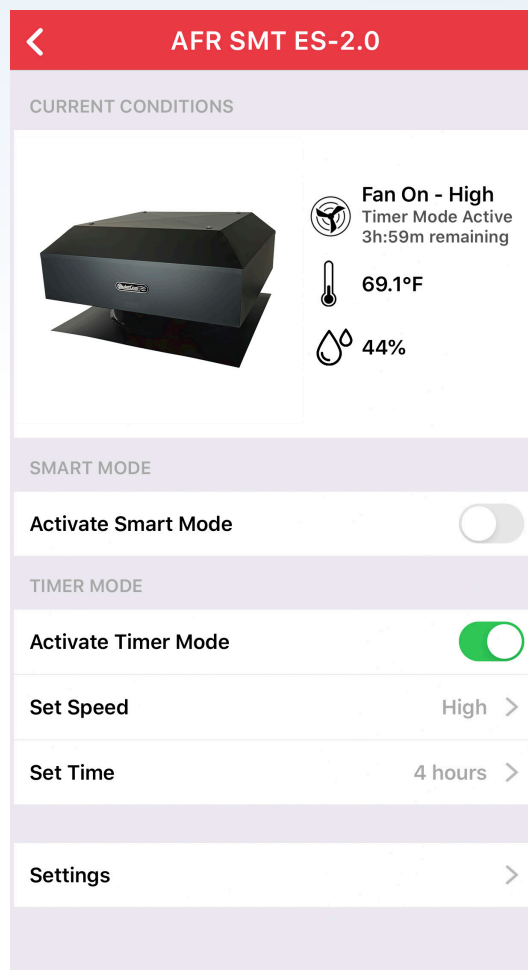 AFR SMT ES-2.0
CURRENT CONDITIONS
Fan On - High
Timer Mode Active
3h:59m remaining
69.1°F
44%
SMART MODE
Activate Smart Mode
TIMER MODE
Activate Timer Mode
Set Speed
High
Set Time
4 hours
Settings